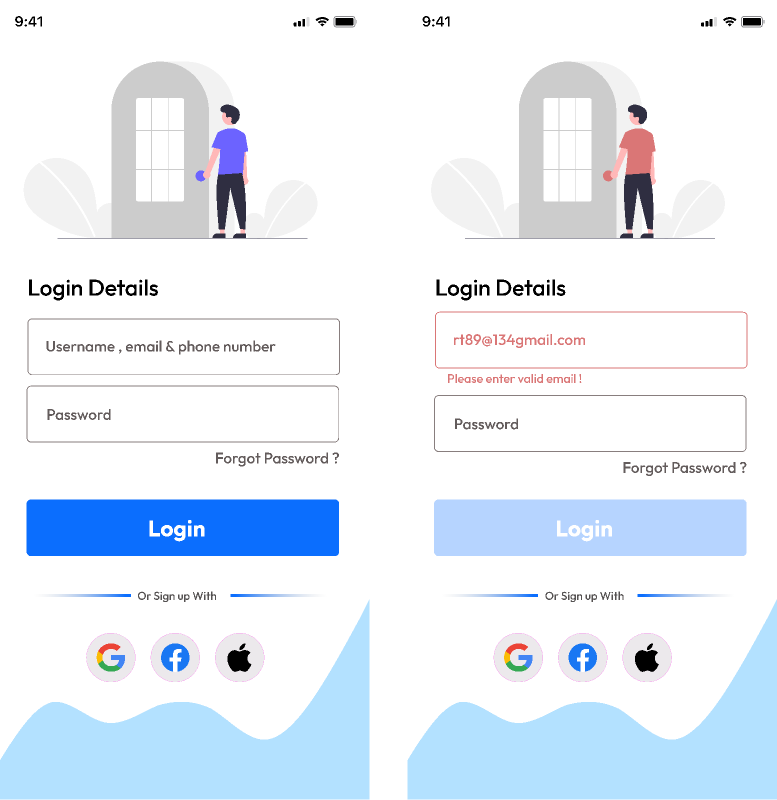 9:41
Login Details
Username , email & phone number
Password
Forgot Password ?
Login
Or Sign up With
9:41
Login Details
rt89@134gmail.com
Please enter valid email !
Password
Forgot Password ?
Login
Or Sign up With